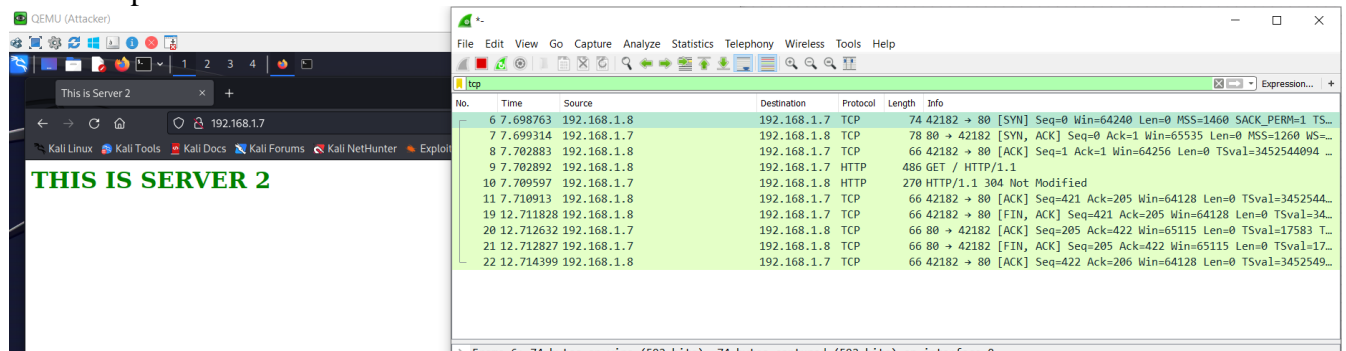 QEMU (Attacker)
1 2 3 4
This is Server 2
192.168.1.7
Kali Linux Kali Tools Kali Docs Kali Forums Kali NetHunter Exploit
THIS IS SERVER 2
*-
File Edit View Go Capture Analyze Statistics Telephony Wireless Tools Help
tcp Expression... +
No. Time Source Destination Protocol Length Info
6 7.698763 192.168.1.8 192.168.1.7 TCP 74 42182 → 80 [SYN] Seq=0 Win=64240 Len=0 MSS=1460 SACK_PERM=1 TS…
7 7.699314 192.168.1.7 192.168.1.8 TCP 78 80 → 42182 [SYN, ACK] Seq=0 Ack=1 Win=65535 Len=0 MSS=1260 WS=…
8 7.702883 192.168.1.8 192.168.1.7 TCP 66 42182 → 80 [ACK] Seq=1 Ack=1 Win=64256 Len=0 TSval=3452544094 …
9 7.702892 192.168.1.8 192.168.1.7 HTTP 486 GET / HTTP/1.1
10 7.709597 192.168.1.7 192.168.1.8 HTTP 270 HTTP/1.1 304 Not Modified
11 7.710913 192.168.1.8 192.168.1.7 TCP 66 42182 → 80 [ACK] Seq=421 Ack=205 Win=64128 Len=0 TSval=3452544…
19 12.711828 192.168.1.8 192.168.1.7 TCP 66 42182 → 80 [FIN, ACK] Seq=421 Ack=205 Win=64128 Len=0 TSval=34…
20 12.712632 192.168.1.7 192.168.1.8 TCP 66 80 → 42182 [ACK] Seq=205 Ack=422 Win=65115 Len=0 TSval=17583 T…
21 12.712827 192.168.1.7 192.168.1.8 TCP 66 80 → 42182 [FIN, ACK] Seq=205 Ack=422 Win=65115 Len=0 TSval=17…
22 12.714399 192.168.1.8 192.168.1.7 TCP 66 42182 → 80 [ACK] Seq=422 Ack=206 Win=64128 Len=0 TSval=3452549…